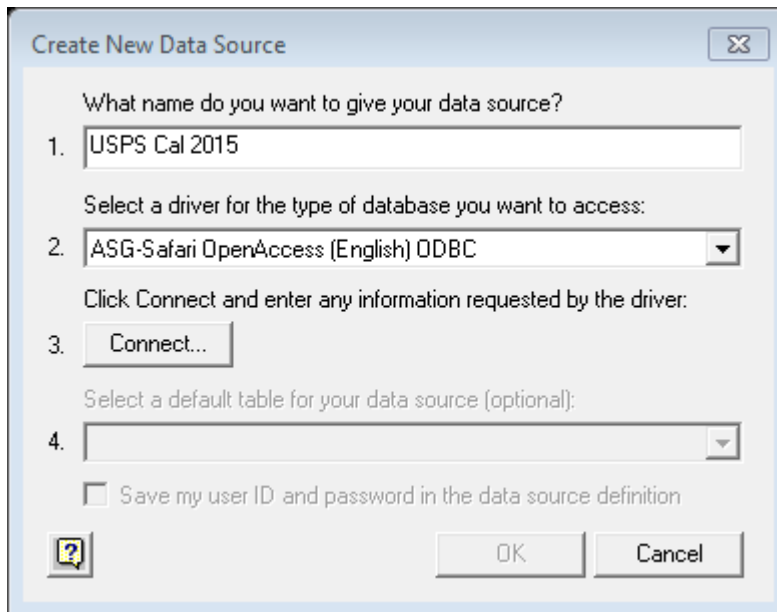 Create New Data Source
What name do you want to give your data source?
1. USPS Cal 2015
Select a driver for the type of database you want to access:
2. ASG-Safari OpenAccess (English) ODBC
Click Connect and enter any information requested by the driver:
3. Connect...
Select a default table for your data source (optional):
4.
Save my user ID and password in the data source definition
? OK Cancel